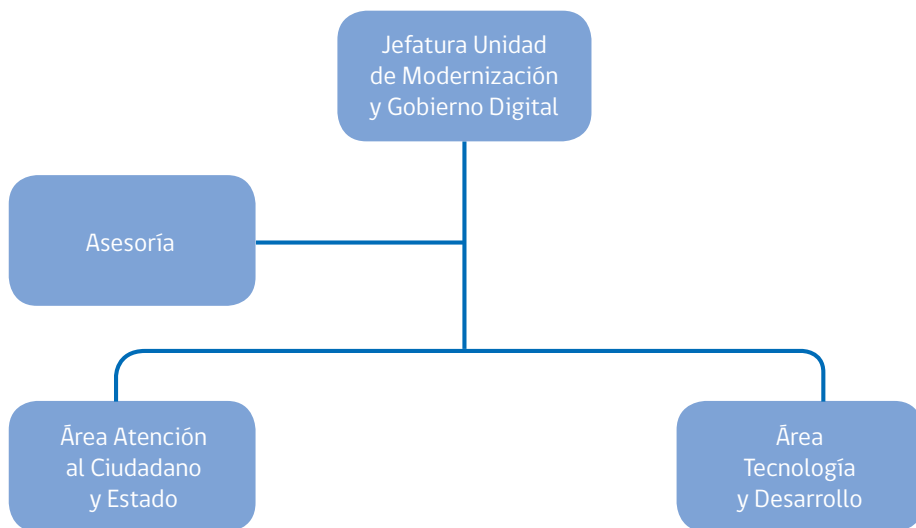 Jefatura Unidad
de Modernización
y Gobierno Digital
Asesoría
Área Atención
al Ciudadano
y Estado
Área
Tecnología
y Desarrollo